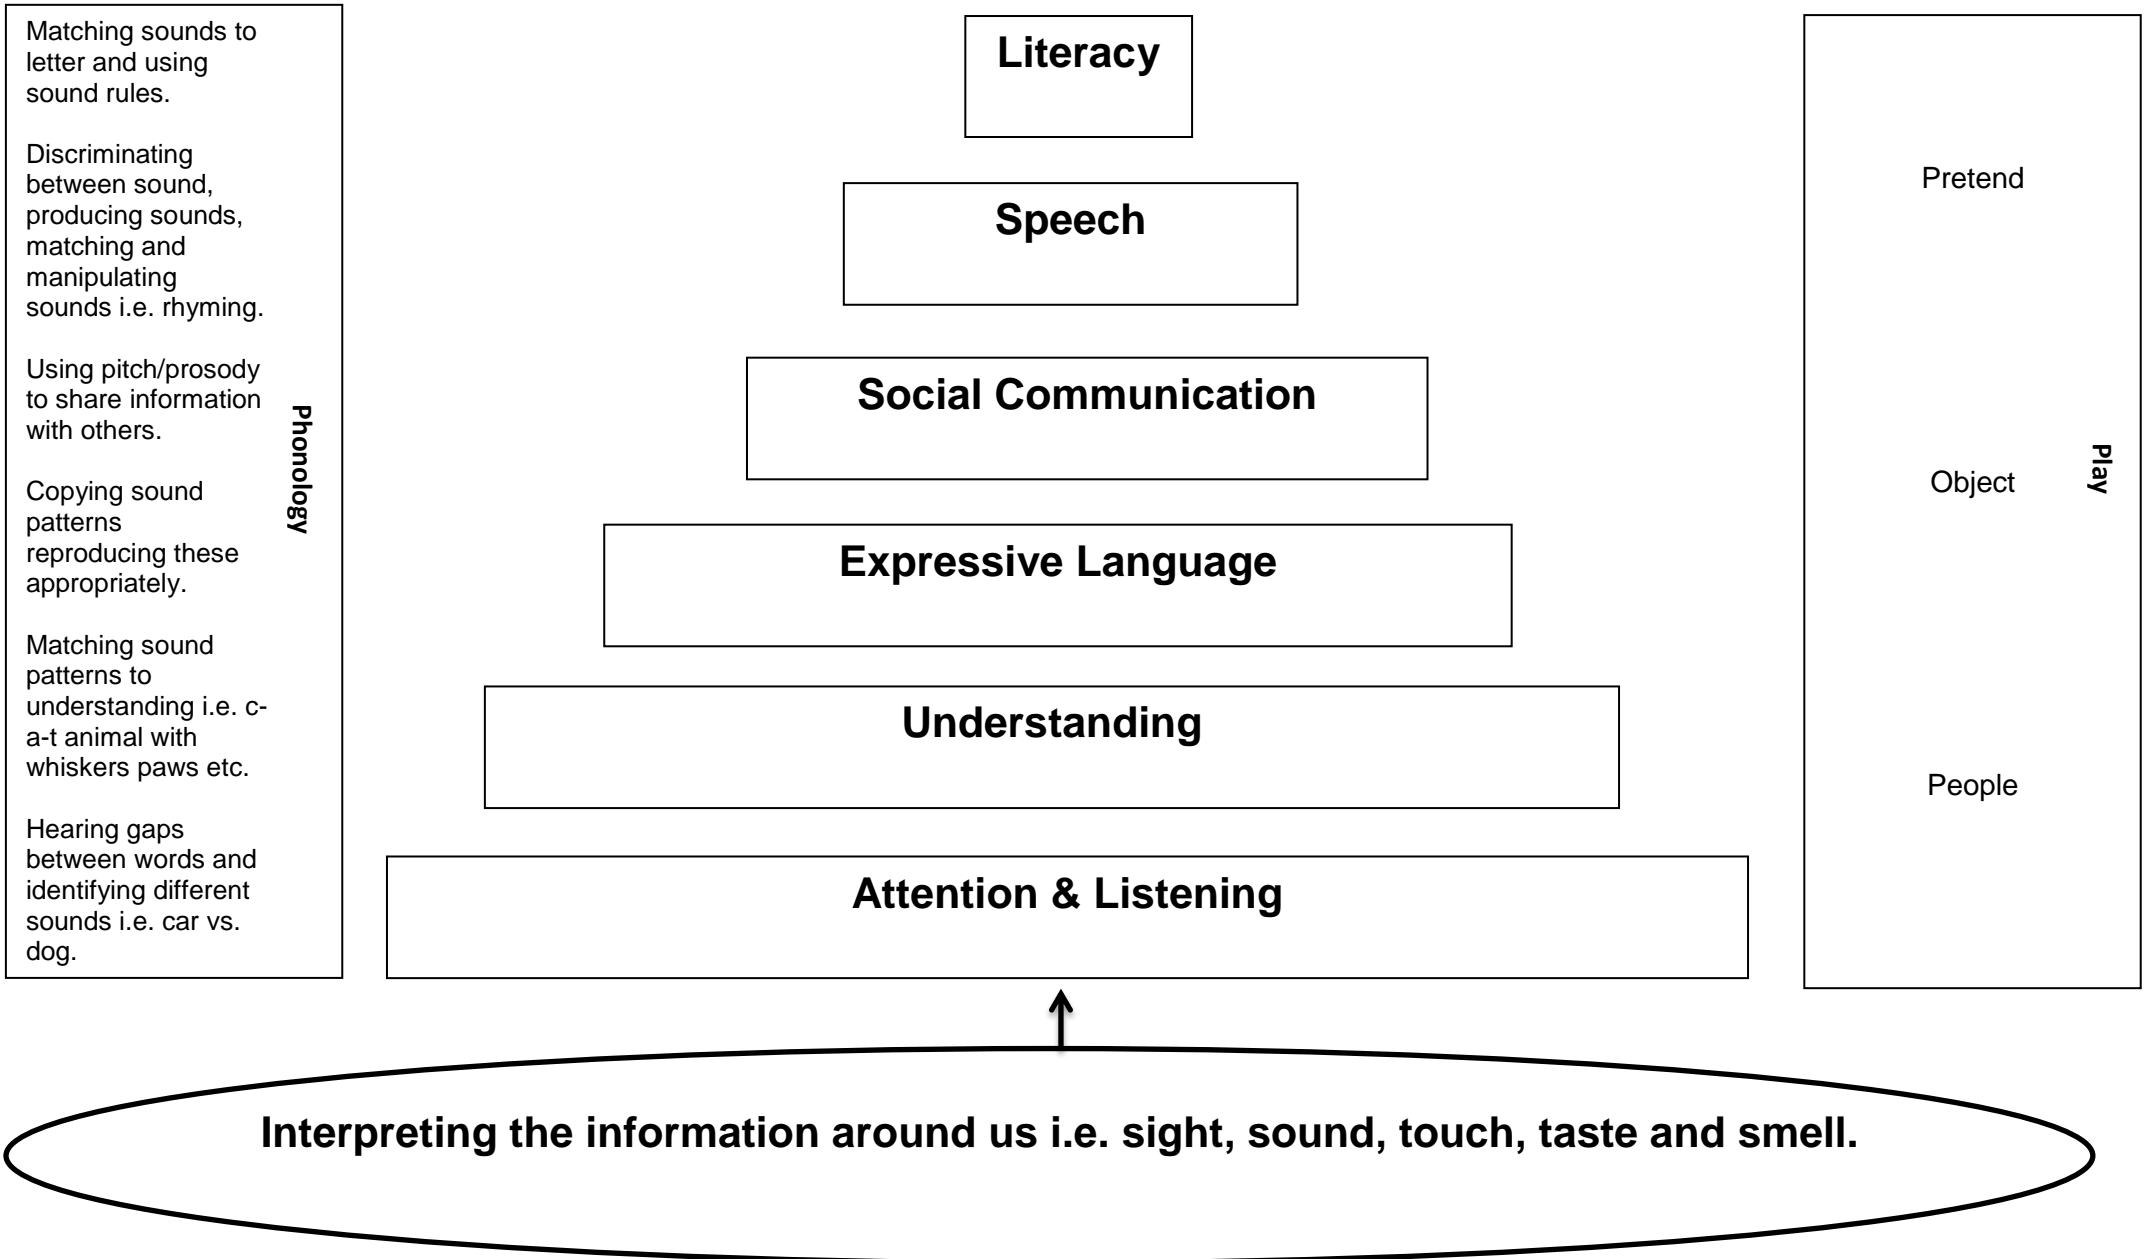 Matching sounds to
letter and using
sound rules.
Discriminating
between sound,
producing sounds,
matching and
manipulating
sounds i.e. rhyming.
Using pitch/prosody
to share information
with others.
Copying sound
patterns
reproducing these
appropriately.
Matching sound
patterns to
understanding i.e. c-
a-t animal with
whiskers paws etc.
Hearing gaps
between words and
identifying different
sounds i.e. car vs.
dog.
Phonology
Literacy
Speech
Social Communication
Expressive Language
Understanding
Attention & Listening
Pretend
Object
People
Play
Interpreting the information around us i.e. sight, sound, touch, taste and smell.